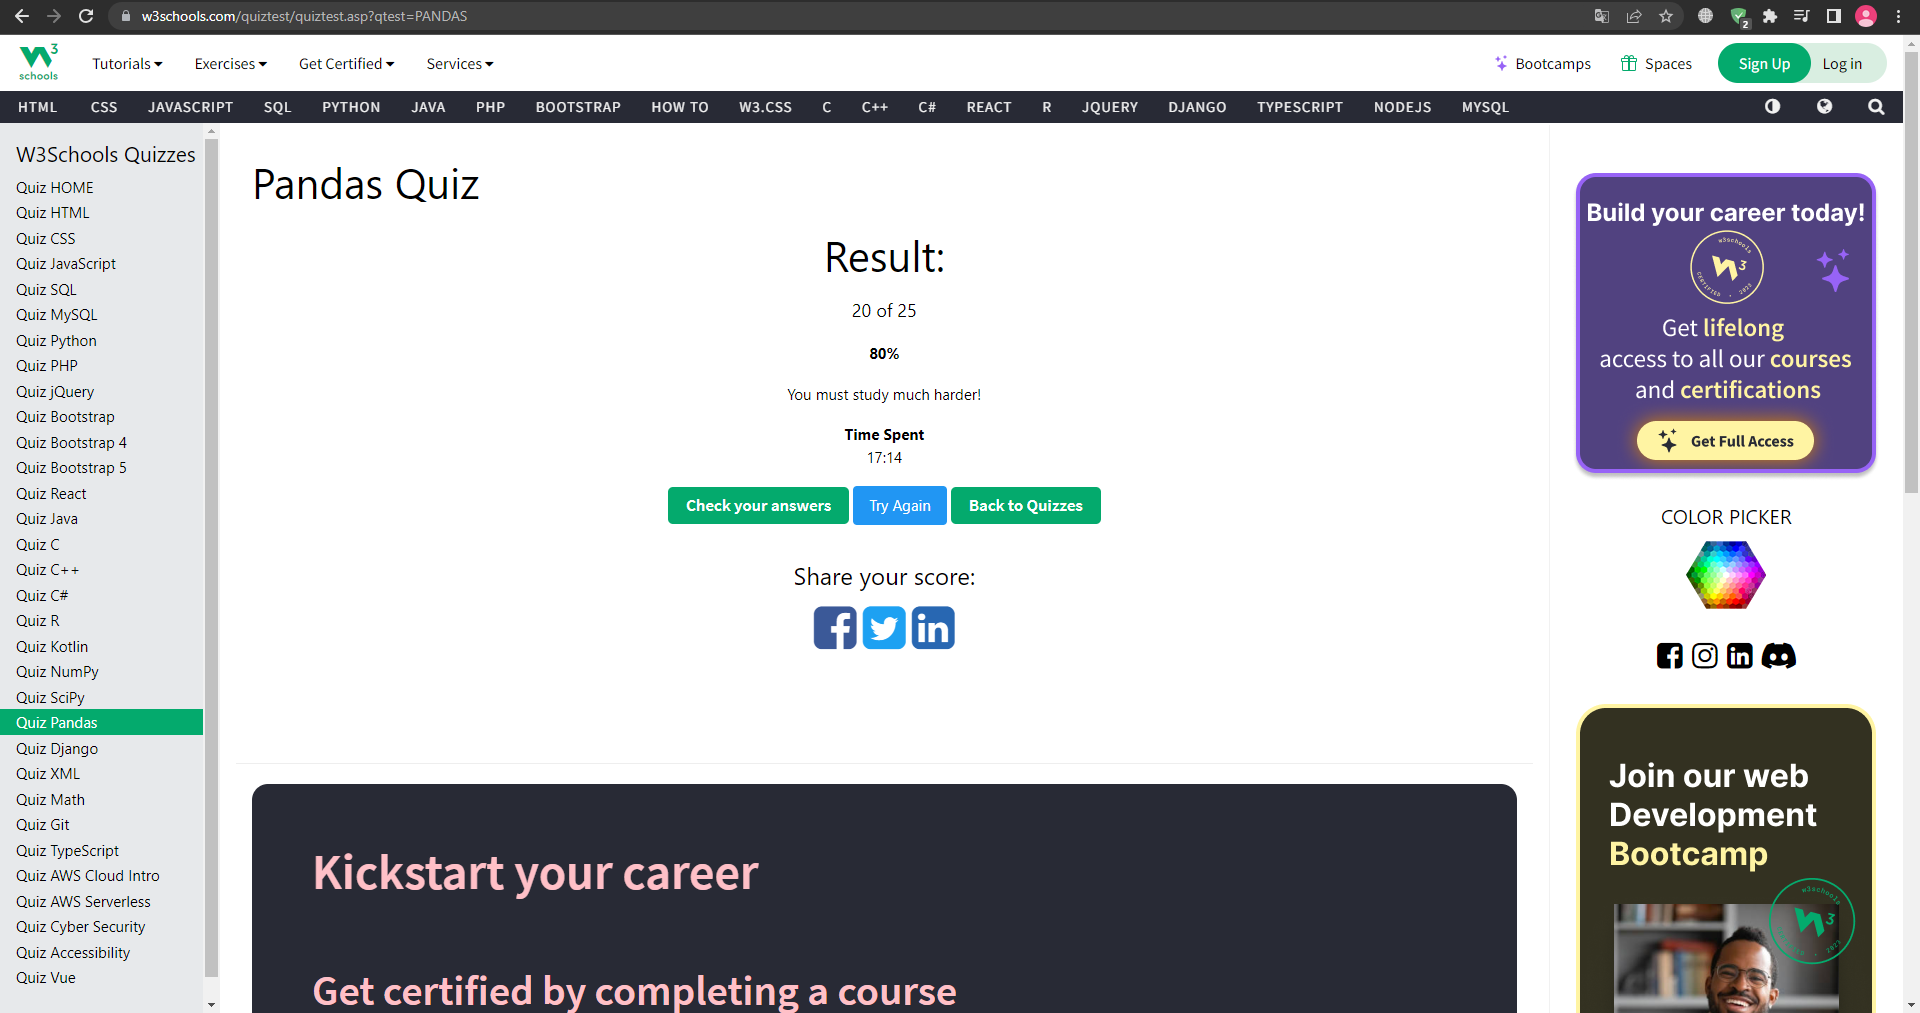 w3schools.com/quiztest/quiztest.asp?qtest=PANDAS
2
3
schools
Tutorials
Exercises
Get Certified
Services
Bootcamps
Spaces
Sign Up
Log in
HTML
CSS
JAVASCRIPT
SQL
PYTHON
JAVA
PHP
BOOTSTRAP
HOW TO
W3.CSS
C
C++
C#
REACT
R
JQUERY
DJANGO
TYPESCRIPT
NODEJS
MYSQL
W3Schools Quizzes
Quiz HOME
Quiz HTML
Quiz CSS
Quiz JavaScript
Quiz SQL
Quiz MySQL
Quiz Python
Quiz PHP
Quiz jQuery
Quiz Bootstrap
Quiz Bootstrap 4
Quiz Bootstrap 5
Quiz React
Quiz Java
Quiz C
Quiz C++
Quiz C#
Quiz R
Quiz Kotlin
Quiz NumPy
Quiz SciPy
Quiz Pandas
Quiz Django
Quiz XML
Quiz Math
Quiz Git
Quiz TypeScript
Quiz AWS Cloud Intro
Quiz AWS Serverless
Quiz Cyber Security
Quiz Accessibility
Quiz Vue
Pandas Quiz
Result:
20 of 25
80%
You must study much harder!
Time Spent
17:14
Check your answers
Try Again
Back to Quizzes
Share your score:
Kickstart your career
Get certified by completing a course
Build your career today!
w3schools
3
CERTIFIED • 2023
Get lifelong
access to all our courses
and certifications
Get Full Access
COLOR PICKER
Join our web
Development
Bootcamp
w3schools
3